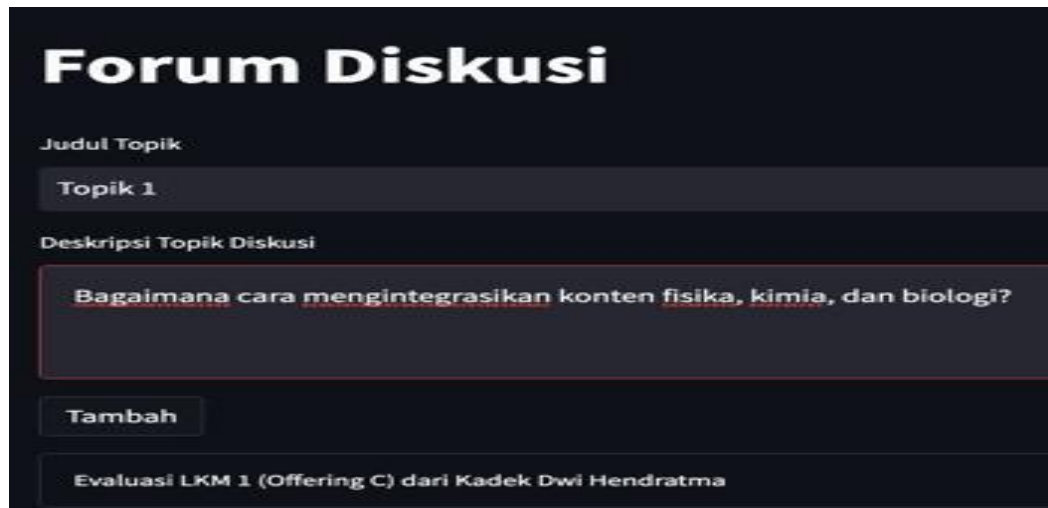 Forum Diskusi
Judul Topik
Topik 1
Deskripsi Topik Diskusi
Bagaimana cara mengintegrasikan konten fisika, kimia, dan biologi?
Tambah
Evaluasi LKM 1 (Offering C) dari Kadek Dwi Hendratma